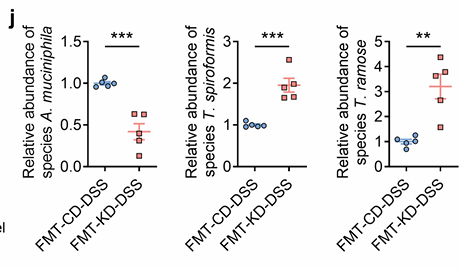 j
Relative abundance of
species A. muciniphila
1.5
1.0
0.5
0.0
***
FMT-CD-DSS
FMT-KD-DSS
Relative abundance of
species T. spiroformis
3
2
1
0
***
FMT-CD-DSS
FMT-KD-DSS
Relative abundance of
species T. ramose
5
4
3
2
1
0
**
FMT-CD-DSS
FMT-KD-DSS
el